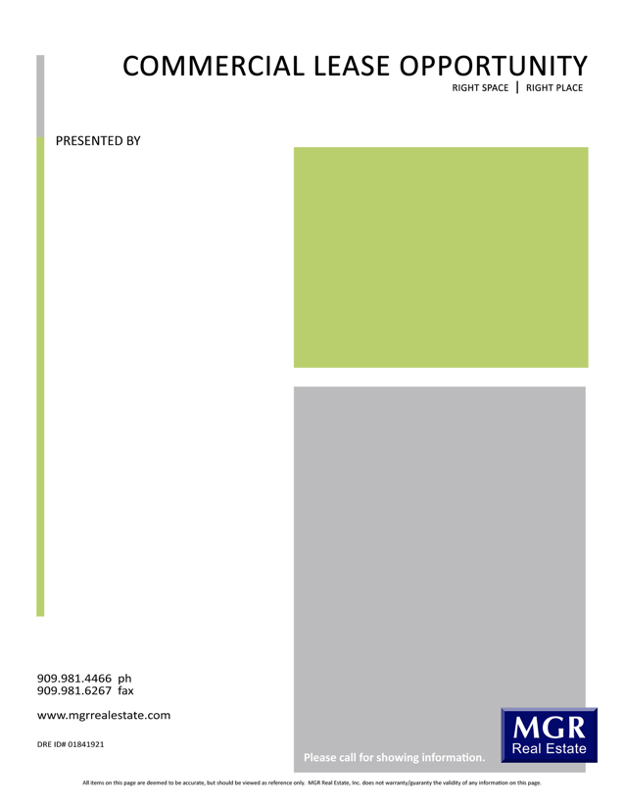 COMMERCIAL LEASE OPPORTUNITY
RIGHT SPACE | RIGHT PLACE
PRESENTED BY
909.981.4466 ph
909.981.6267 fax
www.mgrrealestate.com
DRE ID# 01841921
Please call for showing information.
MGR
Real Estate
All items on this page are deemed to be accurate, but should be viewed as reference only. MGR Real Estate, Inc. does not warranty/guaranty the validity of any information on this page.